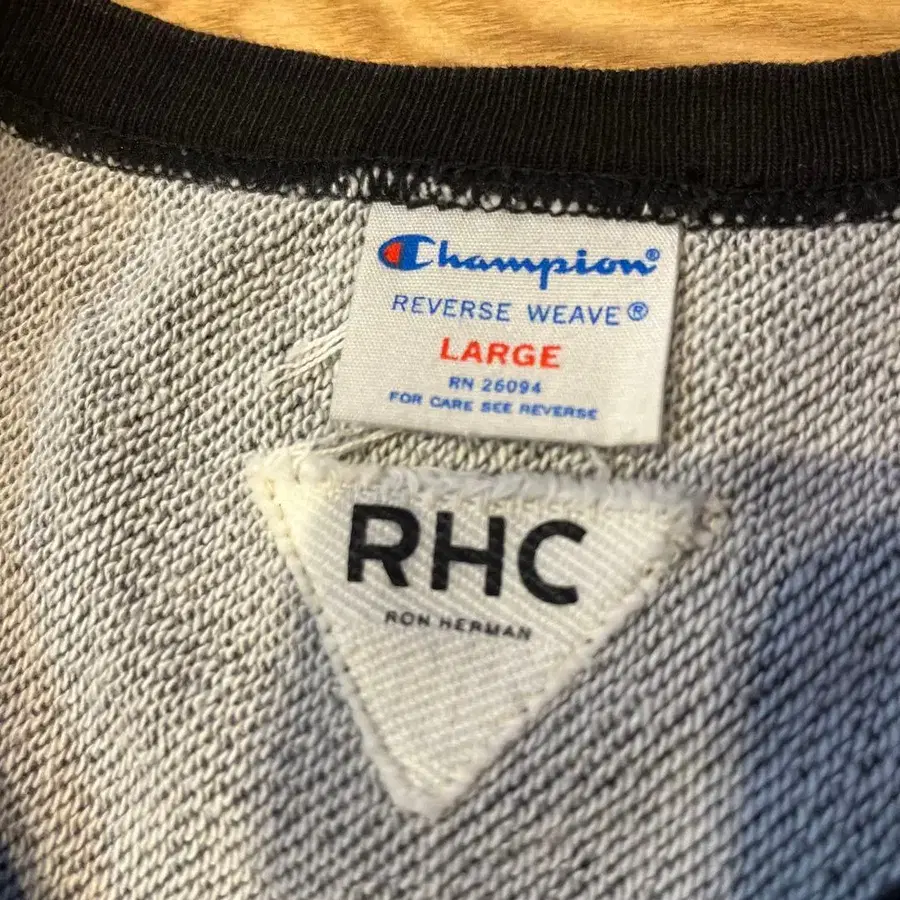 Champion®
REVERSE WEAVE®
LARGE
RN 26094
FOR CARE SEE REVERSE
RHC
RON HERMAN